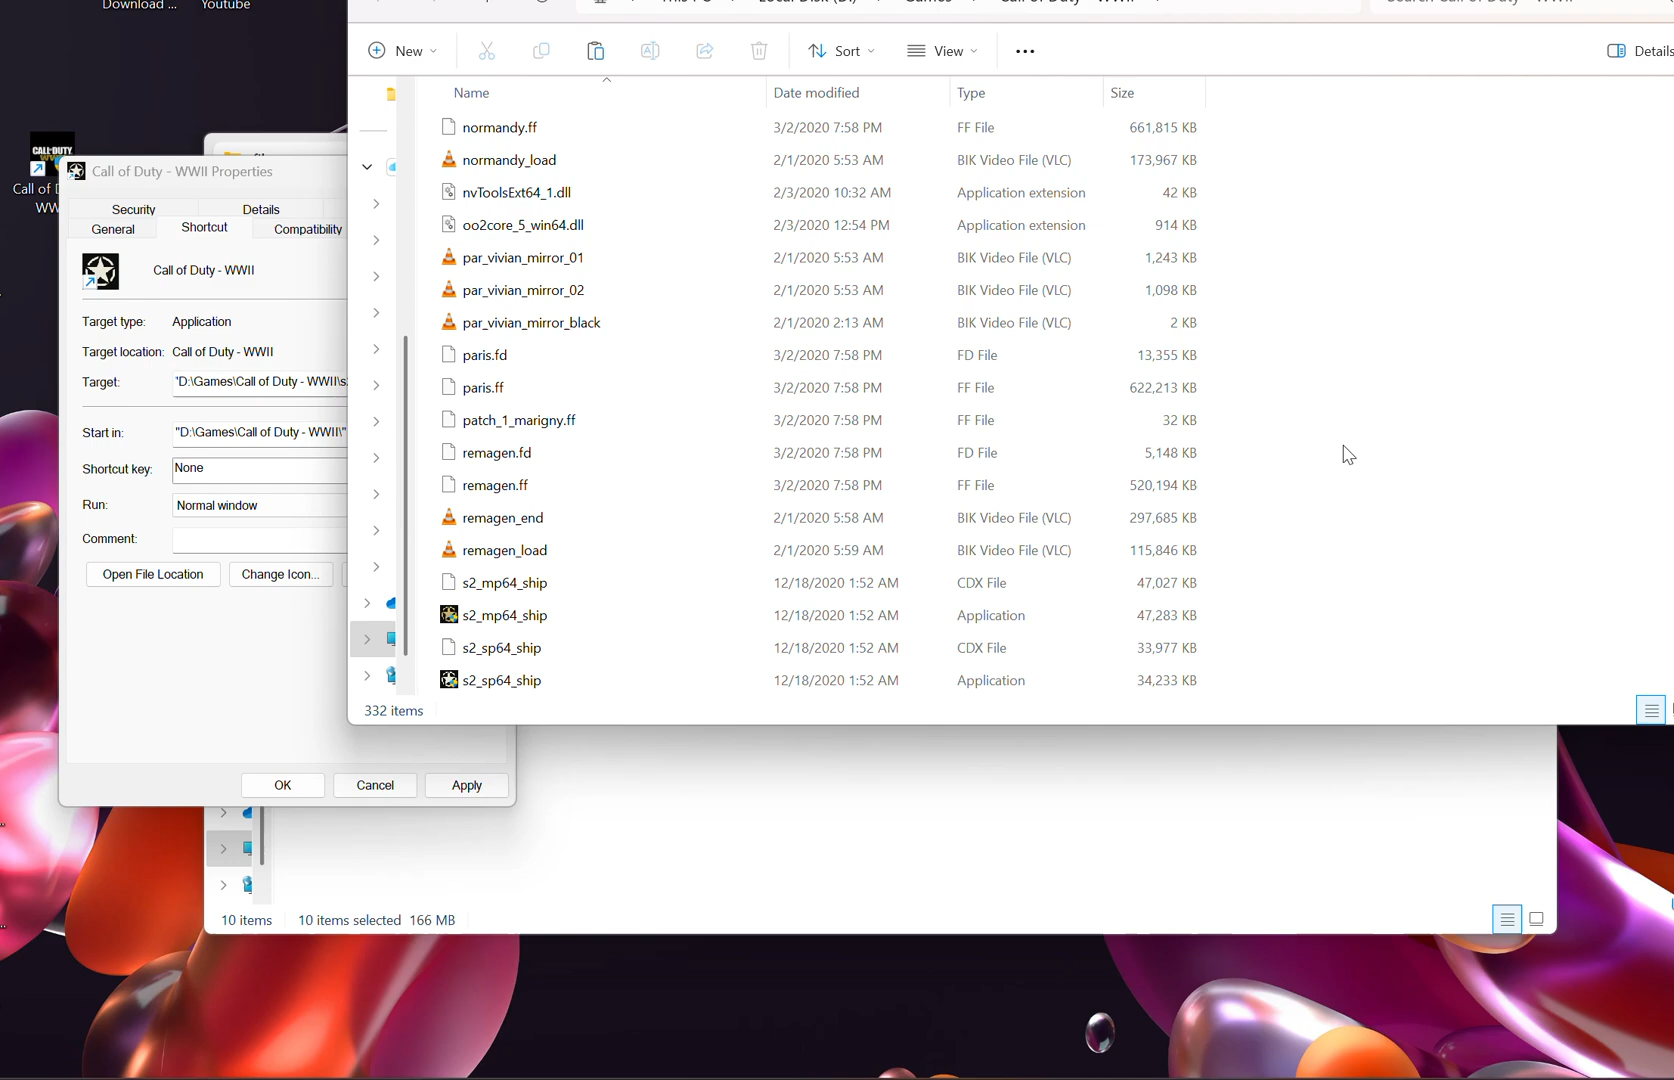 Download ...
Youtube
New
Sort
View
Details
Name
Date modified
Type
Size
normandy.ff 3/2/2020 7:58 PM FF File 661,815 KB
normandy_load 2/1/2020 5:53 AM BIK Video File (VLC) 173,967 KB
nvToolsExt64_1.dll 2/3/2020 10:32 AM Application extension 42 KB
oo2core_5_win64.dll 2/3/2020 12:54 PM Application extension 914 KB
par_vivian_mirror_01 2/1/2020 5:53 AM BIK Video File (VLC) 1,243 KB
par_vivian_mirror_02 2/1/2020 5:53 AM BIK Video File (VLC) 1,098 KB
par_vivian_mirror_black 2/1/2020 2:13 AM BIK Video File (VLC) 2 KB
paris.fd 3/2/2020 7:58 PM FD File 13,355 KB
paris.ff 3/2/2020 7:58 PM FF File 622,213 KB
patch_1_marigny.ff 3/2/2020 7:58 PM FF File 32 KB
remagen.fd 3/2/2020 7:58 PM FD File 5,148 KB
remagen.ff 3/2/2020 7:58 PM FF File 520,194 KB
remagen_end 2/1/2020 5:58 AM BIK Video File (VLC) 297,685 KB
remagen_load 2/1/2020 5:59 AM BIK Video File (VLC) 115,846 KB
s2_mp64_ship 12/18/2020 1:52 AM CDX File 47,027 KB
s2_mp64_ship 12/18/2020 1:52 AM Application 47,283 KB
s2_sp64_ship 12/18/2020 1:52 AM CDX File 33,977 KB
s2_sp64_ship 12/18/2020 1:52 AM Application 34,233 KB
332 items
CALL·DUTY
Call of
WW
Call of Duty - WWII Properties
Security
Details
General
Shortcut
Compatibility
Call of Duty - WWII
Target type: Application
Target location: Call of Duty - WWII
Target: "D:\Games\Call of Duty - WWII\s
Start in: "D:\Games\Call of Duty - WWII\"
Shortcut key: None
Run: Normal window
Comment:
Open File Location
Change Icon...
OK
Cancel
Apply
10 items
10 items selected 166 MB